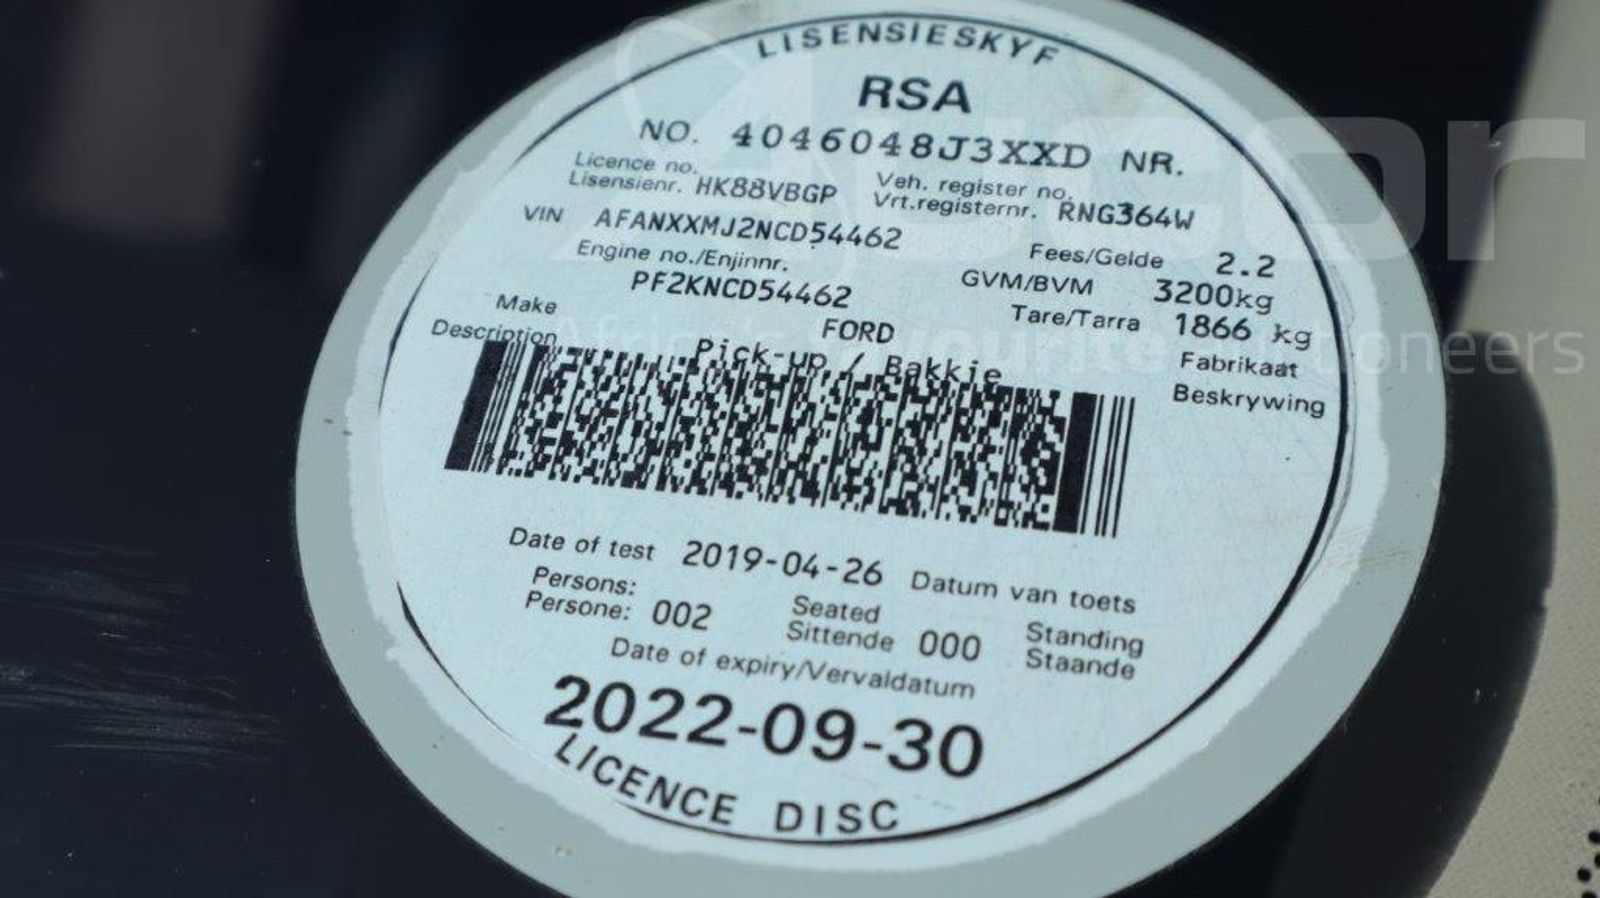 LISENSIESKYF
RSA
NO. 4046048J3XXD NR.
Licence no. Veh. register no.
Lisensienr. HK88VBGP Vrt.registernr. RNG364W
VIN AFANXXMJ2NCD54462 Fees/Gelde 2.2
Engine no./Enjinnr. GVM/BVM 3200kg
PF2KNCD54462 Tare/Tarra 1866 kg
Make FORD Fabrikaat
Description Pick-up / Bakkie Beskrywing
Date of test 2019-04-26 Datum van toets
Persons: Seated Standing
Persone: 002 Sittende 000 Staande
Date of expiry/Vervaldatum
2022-09-30
LICENCE DISC